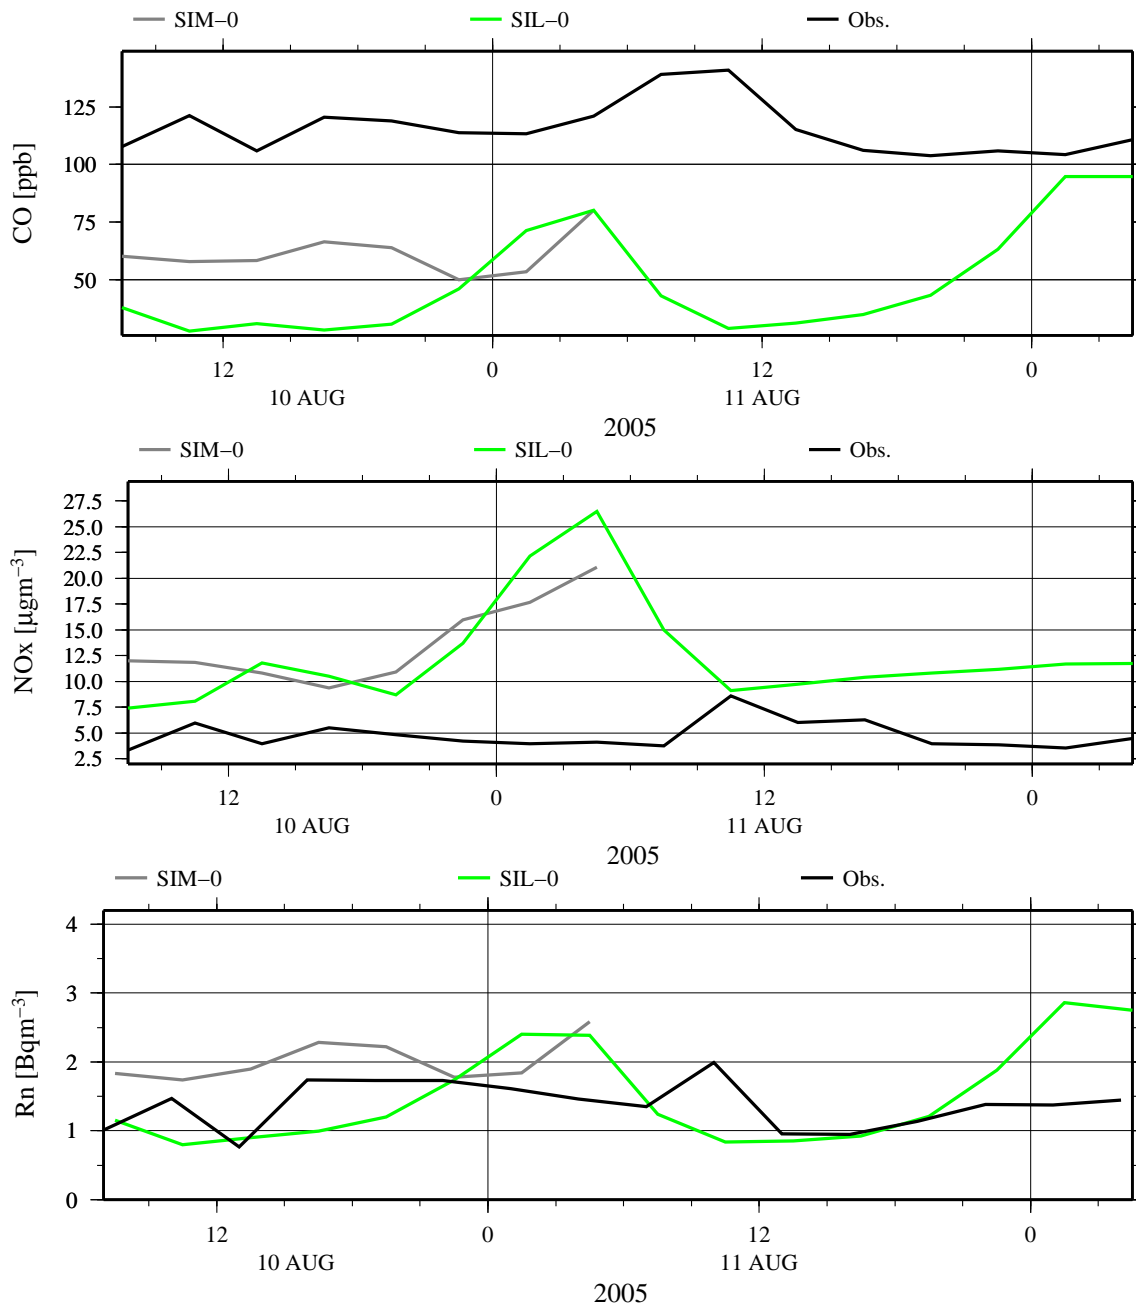 SIM−0 SIL−0 Obs.
125
100
75
50
CO [ppb]
12 0 12 0
10 AUG 11 AUG
2005
SIM−0 SIL−0 Obs.
27.5
25.0
22.5
20.0
17.5
15.0
12.5
10.0
7.5
5.0
2.5
NOx [µgm−3]
12 0 12 0
10 AUG 11 AUG
2005
SIM−0 SIL−0 Obs.
4
3
2
1
0
Rn [Bqm−3]
12 0 12 0
10 AUG 11 AUG
2005